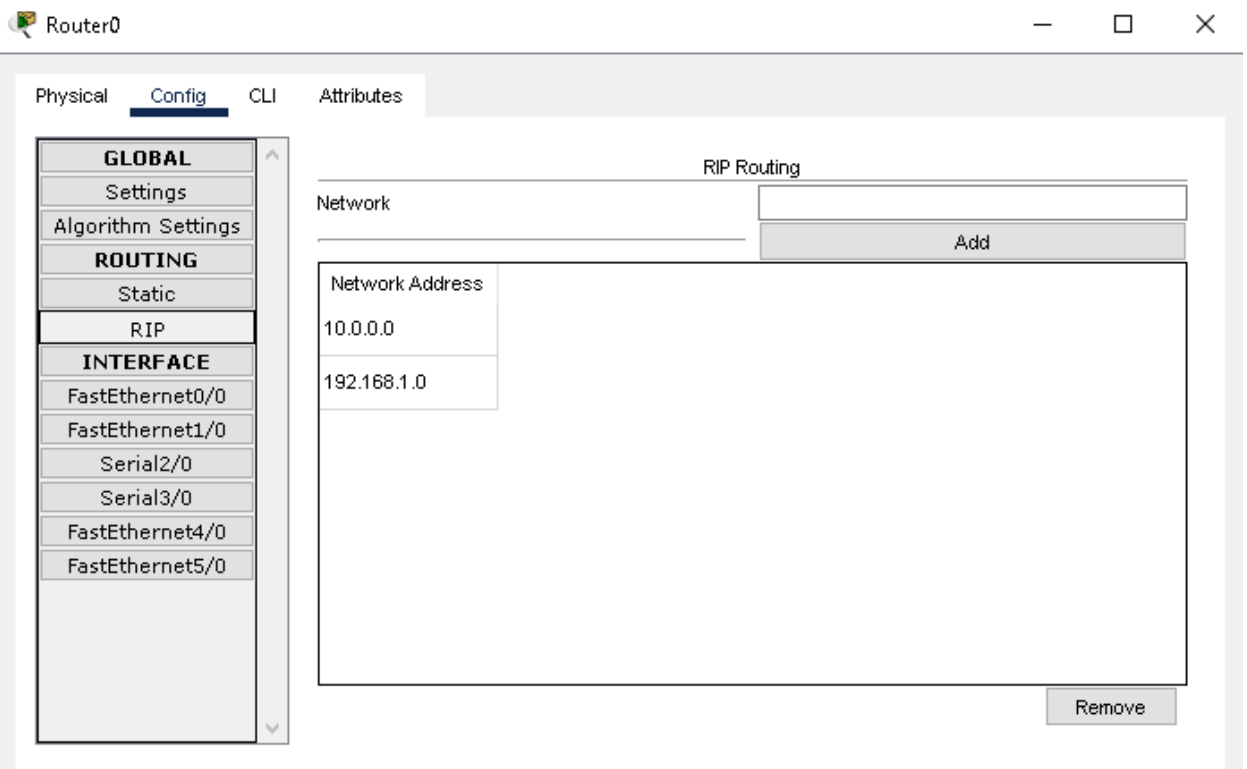 Router0
Physical Config CLI Attributes
GLOBAL
Settings
Algorithm Settings
ROUTING
Static
RIP
INTERFACE
FastEthernet0/0
FastEthernet1/0
Serial2/0
Serial3/0
FastEthernet4/0
FastEthernet5/0
RIP Routing
Network
Add
Network Address
10.0.0.0
192.168.1.0
Remove